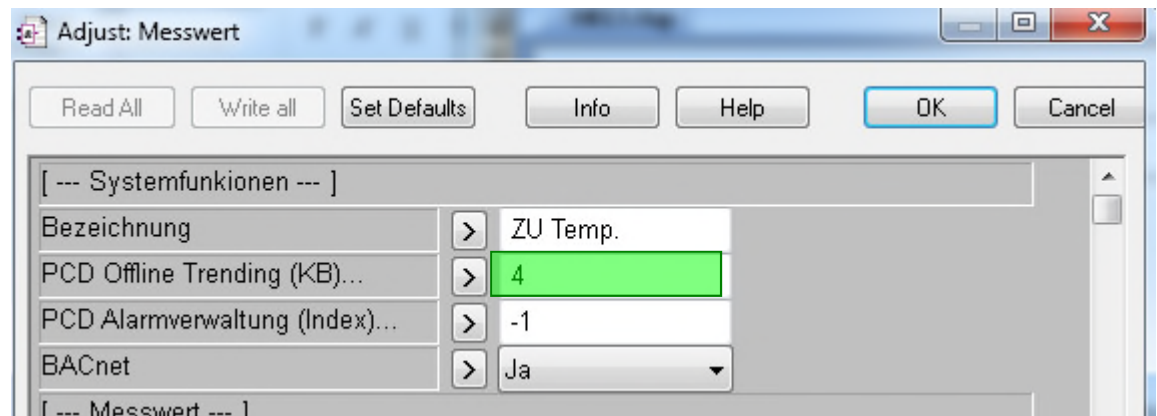 Adjust: Messwert
Read All Write all Set Defaults Info Help OK Cancel
[ --- Systemfunkionen --- ]
Bezeichnung > ZU Temp.
PCD Offline Trending (KB)... > 4
PCD Alarmverwaltung (Index)... > -1
BACnet > Ja
[ --- Messwert --- ]